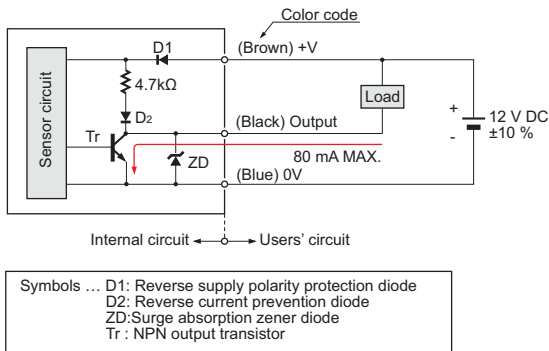 Color code
D1
(Brown) +V
4.7kΩ
Load
Sensor circuit
D2
+
12 V DC
(Black) Output
-
±10 %
Tr
ZD
80 mA MAX.
(Blue) 0V
Internal circuit
Users' circuit
Symbols … D1: Reverse supply polarity protection diode
D2: Reverse current prevention diode
ZD:Surge absorption zener diode
Tr : NPN output transistor